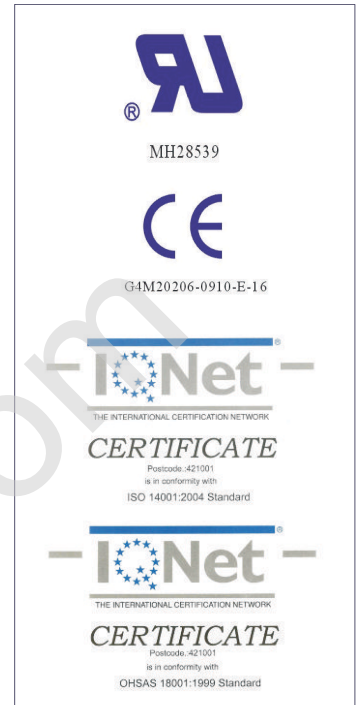 ®
MH28539
CE
G4M20206-0910-E-16
®
IQNet
THE INTERNATIONAL CERTIFICATION NETWORK
CERTIFICATE
Postcode.:421001
is in conformity with
ISO 14001:2004 Standard
®
IQNet
THE INTERNATIONAL CERTIFICATION NETWORK
CERTIFICATE
Postcode.:421001
is in conformity with
OHSAS 18001:1999 Standard
om